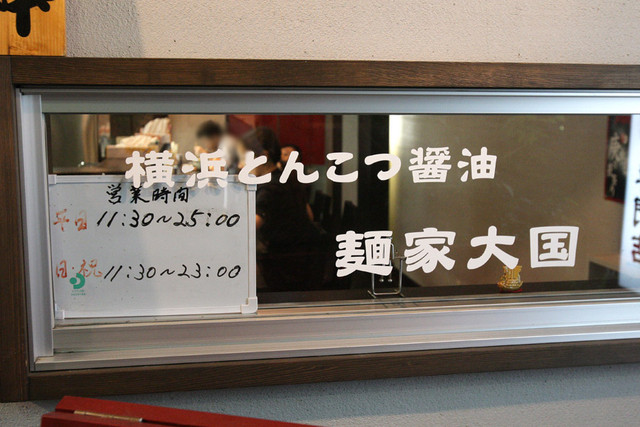 横浜とんこつ醤油
麺家大国
営業時間
平日 11:30~25:00
日・祝 11:30~23:00